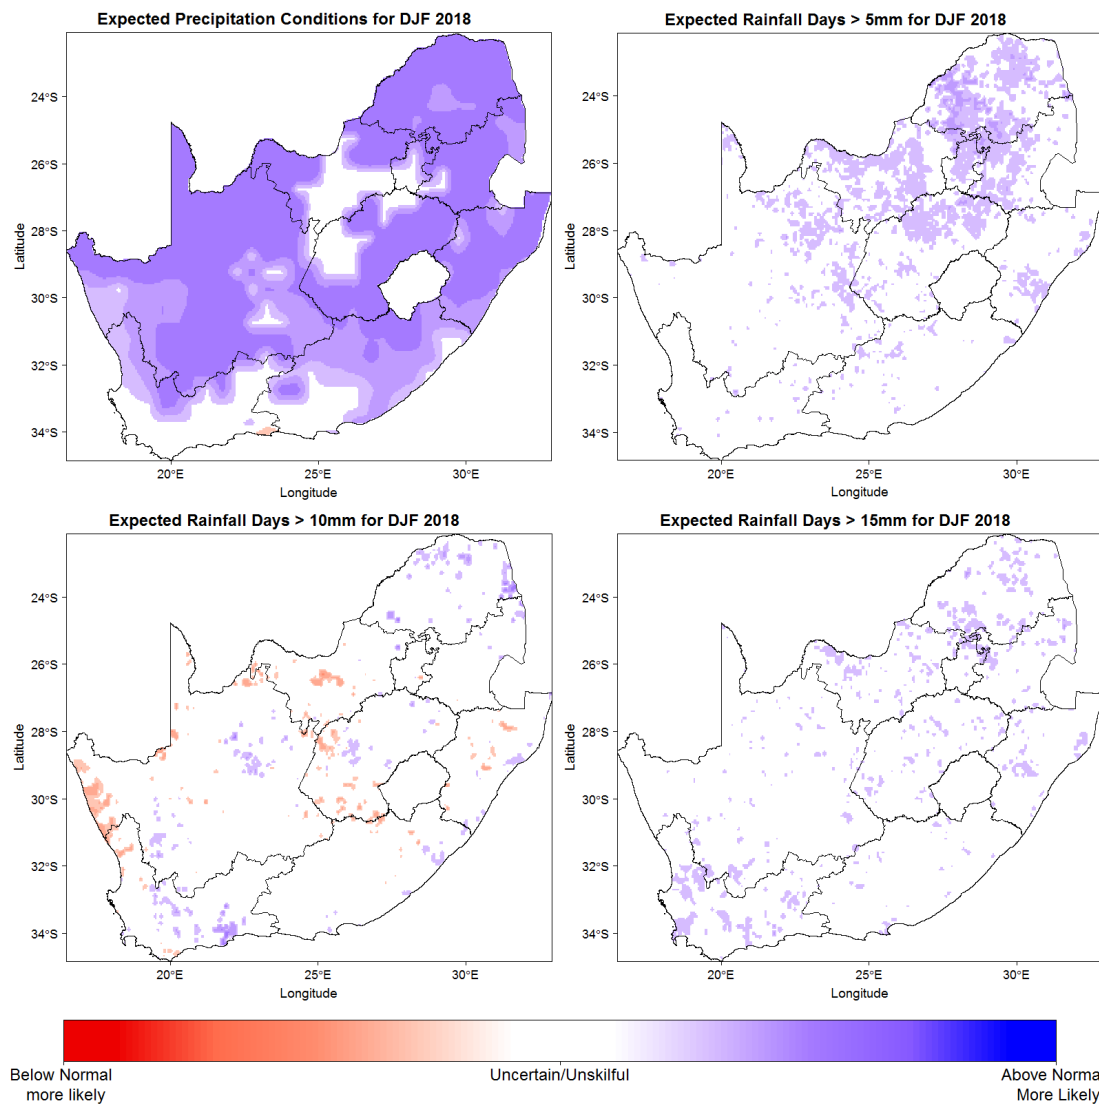 Expected Precipitation Conditions for DJF 2018
Expected Rainfall Days > 5mm for DJF 2018
24°S
26°S
28°S
30°S
32°S
34°S
Latitude
20°E
25°E
30°E
Longitude
24°S
26°S
28°S
30°S
32°S
34°S
Latitude
20°E
25°E
30°E
Longitude
Expected Rainfall Days > 10mm for DJF 2018
Expected Rainfall Days > 15mm for DJF 2018
24°S
26°S
28°S
30°S
32°S
34°S
Latitude
20°E
25°E
30°E
Longitude
24°S
26°S
28°S
30°S
32°S
34°S
Latitude
20°E
25°E
30°E
Longitude
Below Normal
more likely
Uncertain/Unskilful
Above Norma
More Likely